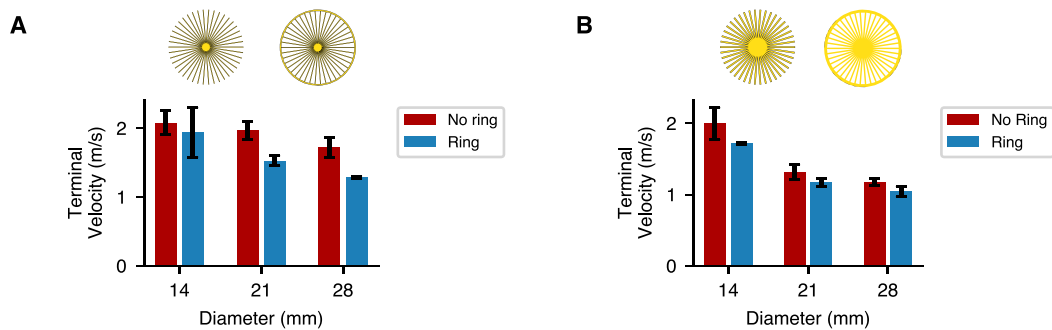 A
2
1
0
Terminal
Velocity (m/s)
14
21
28
Diameter (mm)
No ring
Ring
B
2
1
0
Terminal
Velocity (m/s)
14
21
28
Diameter (mm)
No Ring
Ring